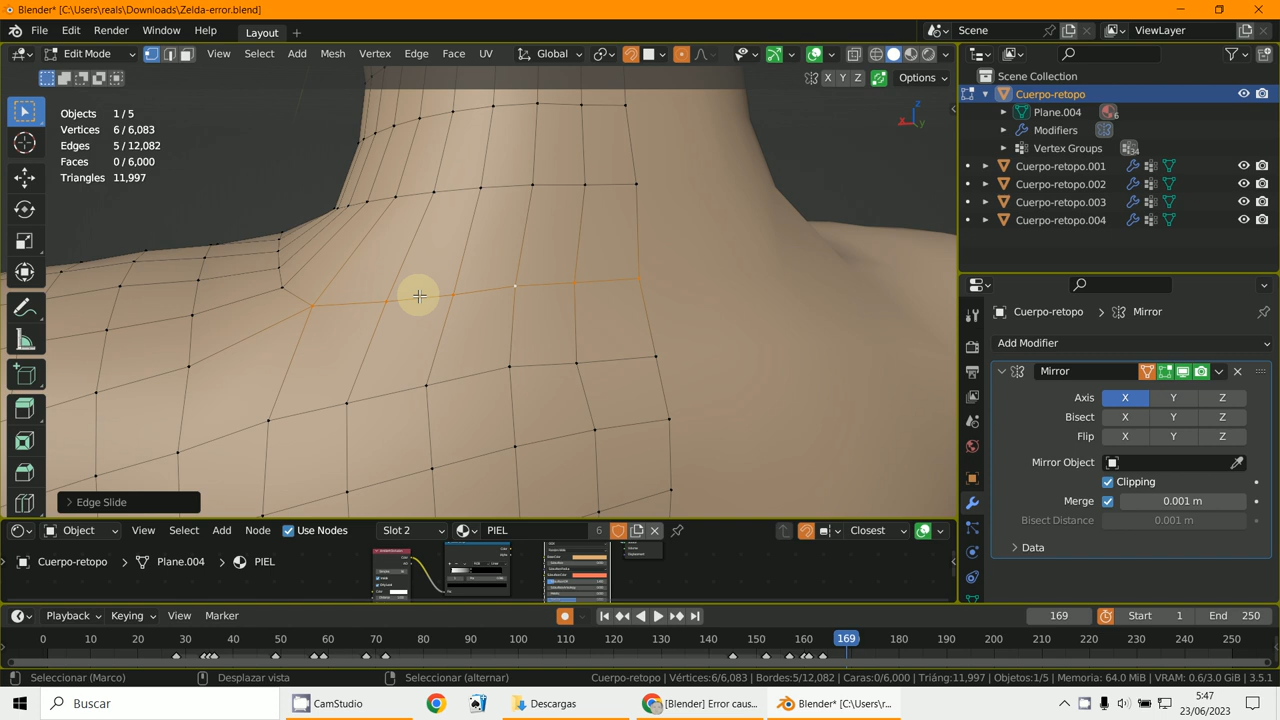 Blender* [C:\Users\reals\Downloads\Zelda-error.blend]
File Edit Render Window Help Layout + Scene ViewLayer
Edit Mode View Select Add Mesh Vertex Edge Face UV Global
X Y Z Options
Objects 1 / 5
Vertices 6 / 6,083
Edges 5 / 12,082
Faces 0 / 6,000
Triangles 11,997
Scene Collection
Cuerpo-retopo
Plane.004 6
Modifiers
Vertex Groups 34
Cuerpo-retopo.001
Cuerpo-retopo.002
Cuerpo-retopo.003
Cuerpo-retopo.004
Cuerpo-retopo > Mirror
Add Modifier
Mirror
Axis X Y Z
Bisect X Y Z
Flip X Y Z
Mirror Object
Clipping
Merge 0.001 m
Bisect Distance 0.001 m
> Data
> Edge Slide
Object View Select Add Node Use Nodes Slot 2 PIEL 6 Closest
Cuerpo-retopo > Plane.004 > PIEL
Playback Keying View Marker 169 Start 1 End 250
0 10 20 30 40 50 60 70 80 90 100 110 120 130 140 150 160 169 180 190 200 210 220 230 240 250
Seleccionar (Marco) Desplazar vista Seleccionar (alternar) Cuerpo-retopo | Vértices:6/6,083 | Bordes:5/12,082 | Caras:0/6,000 | Triáng:11,997 | Objetos:1/5 | Memoria: 64.0 MiB | VRAM: 0.6/3.0 GiB | 3.5.1
Buscar CamStudio Descargas [Blender] Error caus... Blender* [C:\Users\r... 5:47
23/06/2023